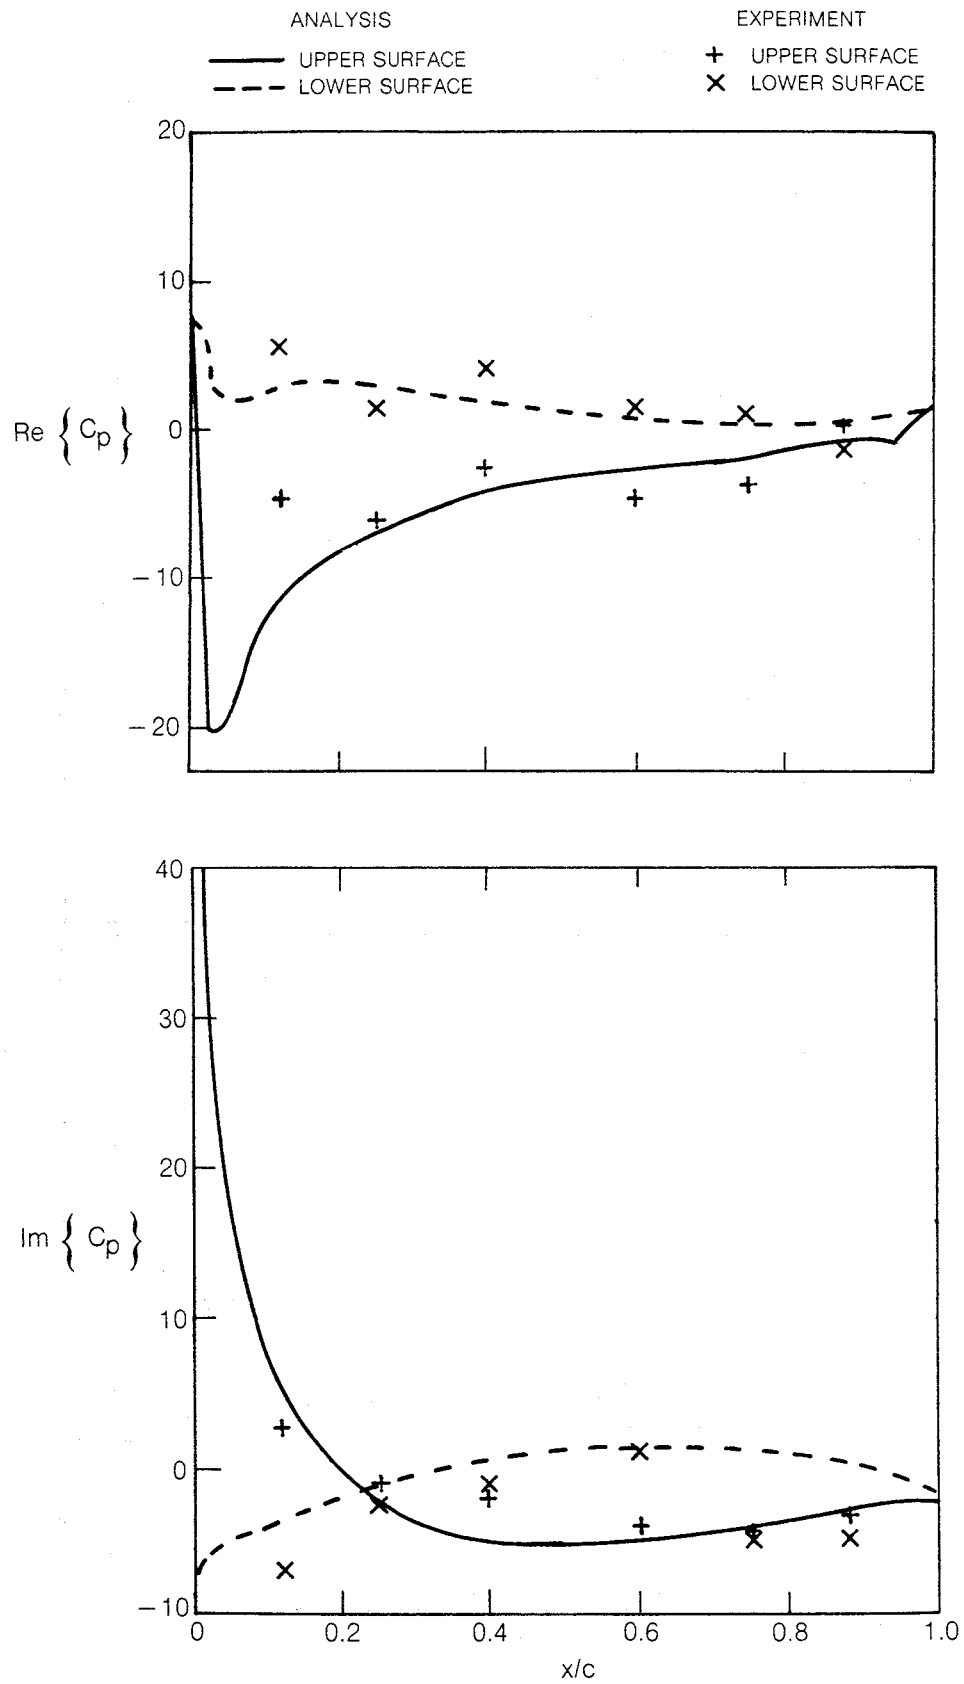 ANALYSIS
UPPER SURFACE
LOWER SURFACE
EXPERIMENT
+ UPPER SURFACE
× LOWER SURFACE
20
10
0
−10
−20
Re { Cp }
40
30
20
10
0
−10
Im { Cp }
0 0.2 0.4 0.6 0.8 1.0
x/c